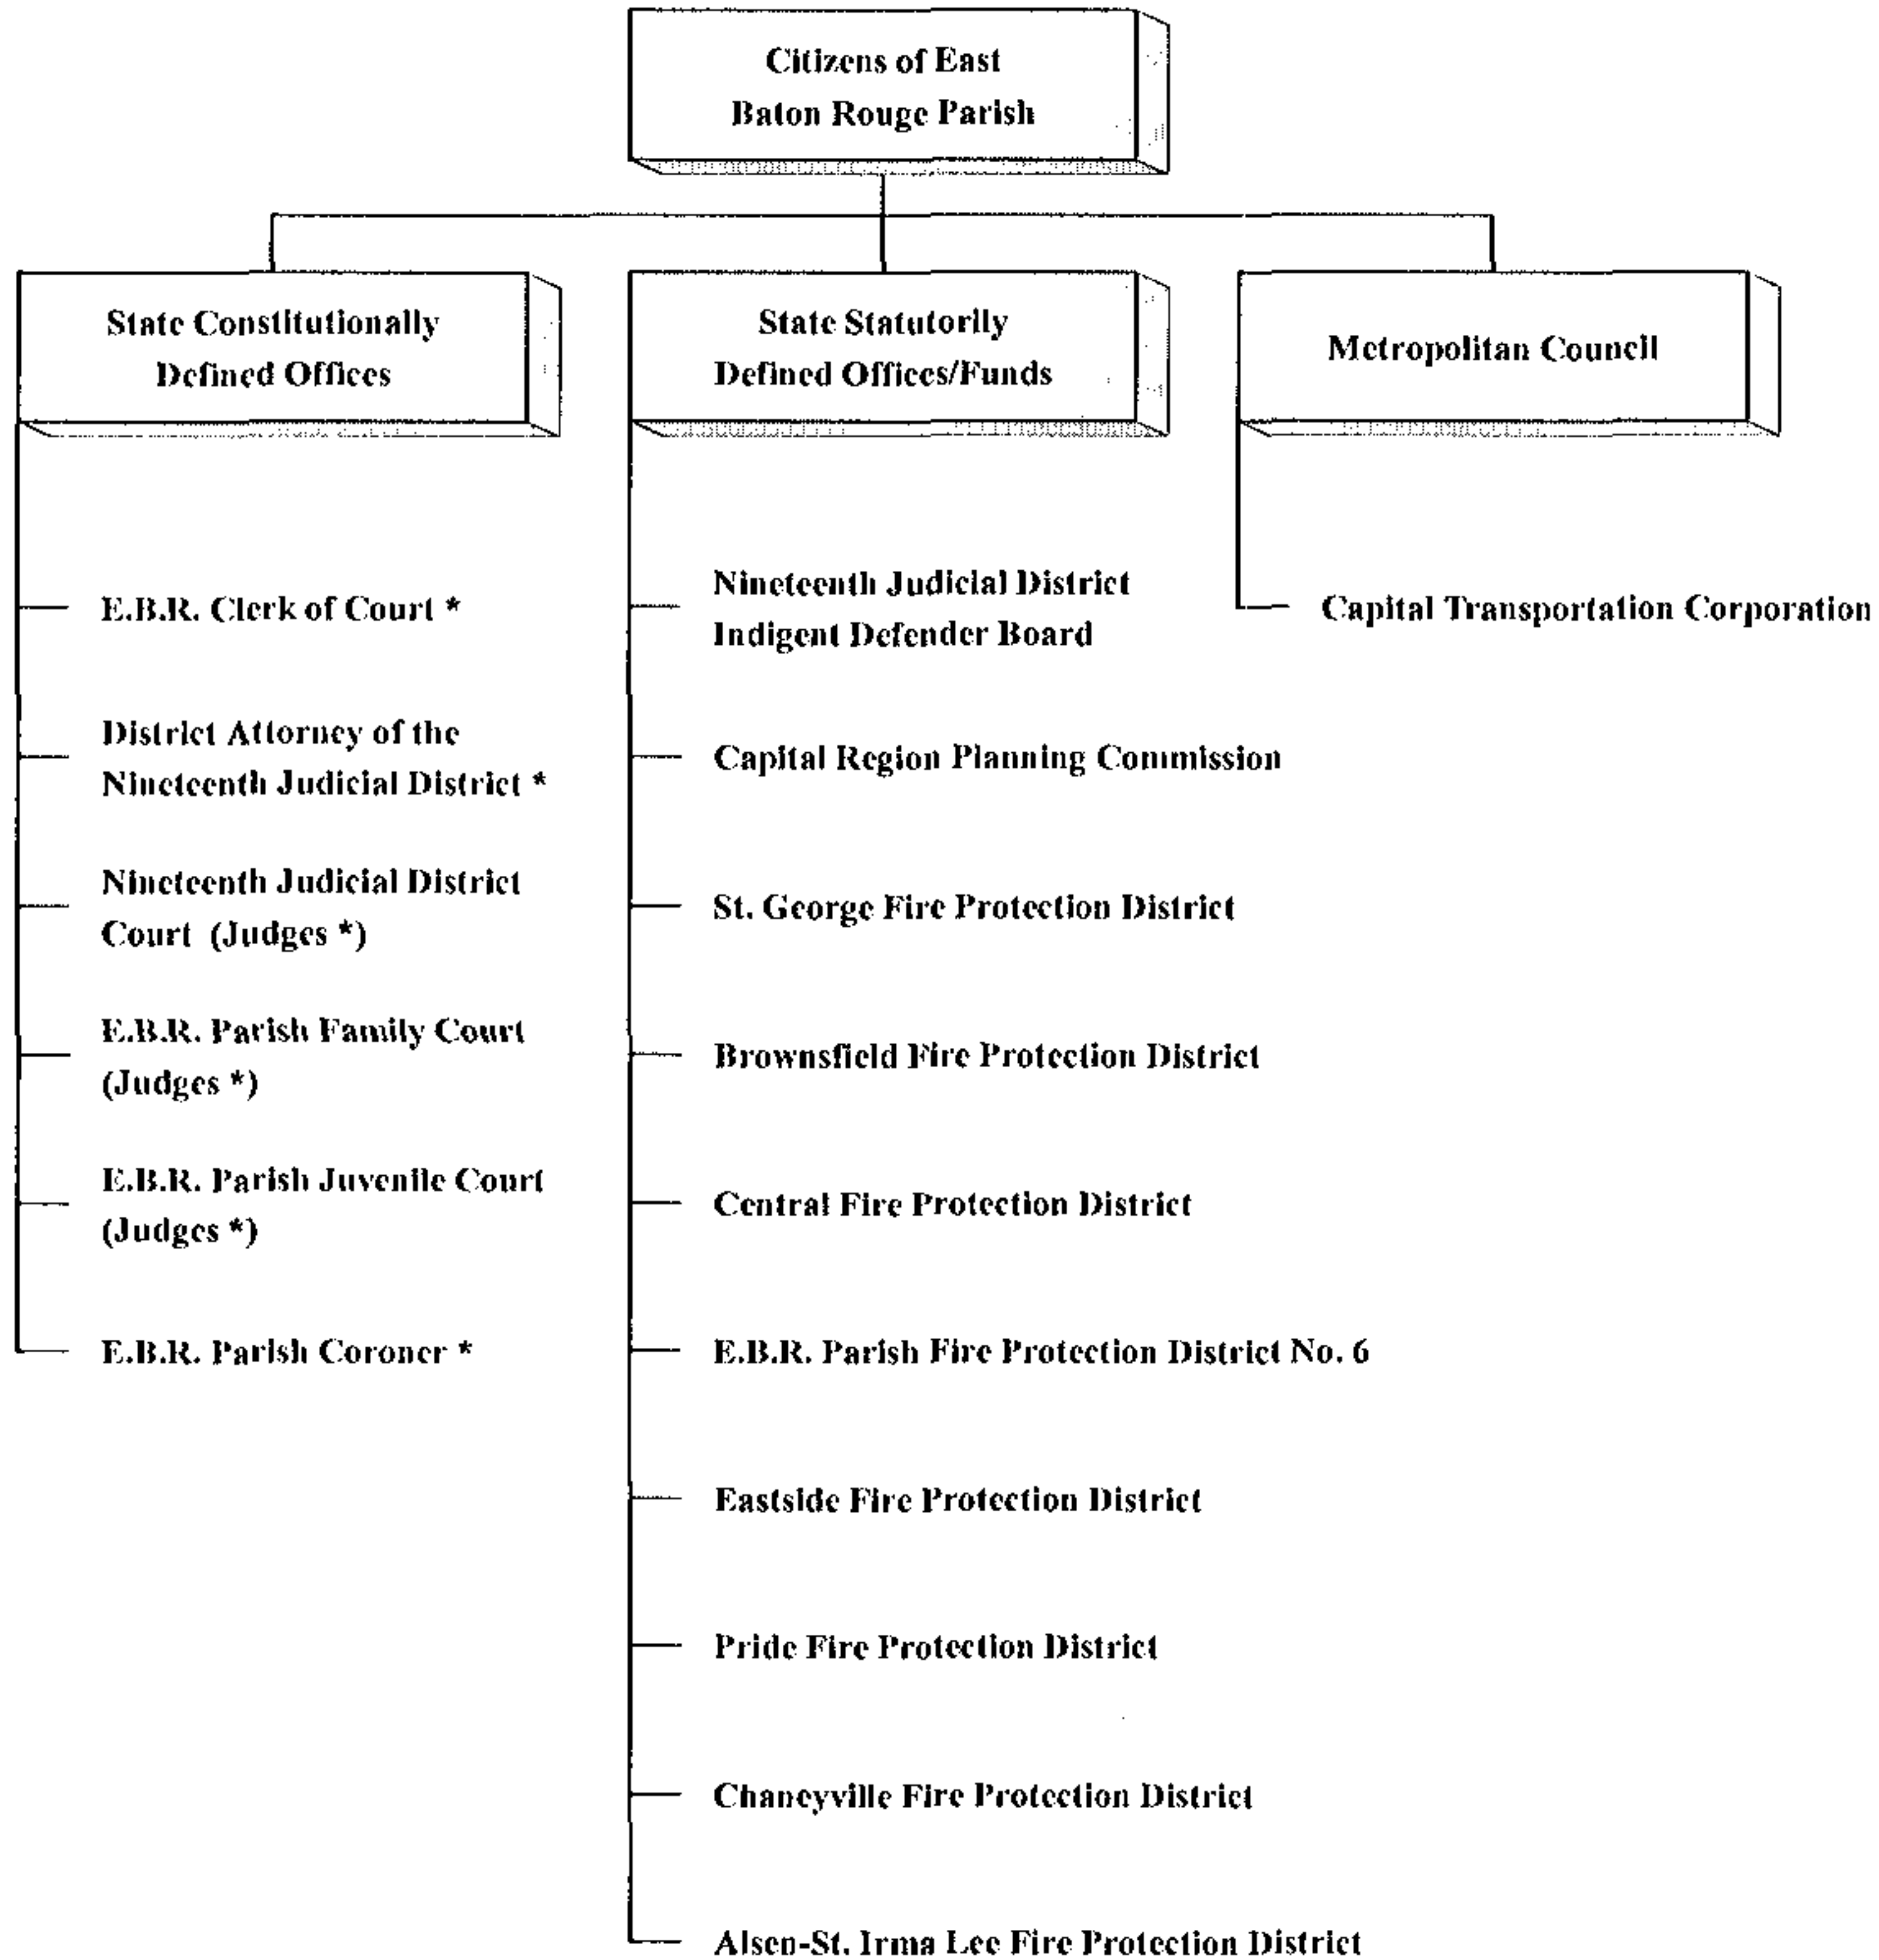 Citizens of East
Baton Rouge Parish
State Constitutionally
Defined Offices
State Statutorily
Defined Offices/Funds
Metropolitan Council
E.B.R. Clerk of Court *
District Attorney of the
Nineteenth Judicial District *
Nineteenth Judicial District
Court (Judges *)
E.B.R. Parish Family Court
(Judges *)
E.B.R. Parish Juvenile Court
(Judges *)
E.B.R. Parish Coroner *
Nineteenth Judicial District
Indigent Defender Board
Capital Region Planning Commission
St. George Fire Protection District
Brownsfield Fire Protection District
Central Fire Protection District
E.B.R. Parish Fire Protection District No. 6
Eastside Fire Protection District
Pride Fire Protection District
Chaneyville Fire Protection District
Alsen-St. Irma Lee Fire Protection District
Capital Transportation Corporation